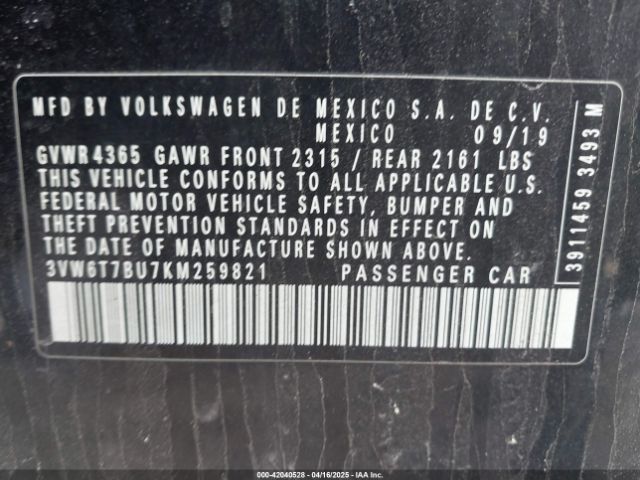 MFD BY VOLKSWAGEN DE MEXICO S.A. DE C.V.
MEXICO 09/19
GVWR 4365 GAWR FRONT 2315 / REAR 2161 LBS
THIS VEHICLE CONFORMS TO ALL APPLICABLE U.S.
FEDERAL MOTOR VEHICLE SAFETY, BUMPER AND
THEFT PREVENTION STANDARDS IN EFFECT ON
THE DATE OF MANUFACTURE SHOWN ABOVE.
3VW6T7BU7KM259821 PASSENGER CAR
3911459 3493 M
000-42040528 - 04/16/2025 - IAA Inc.